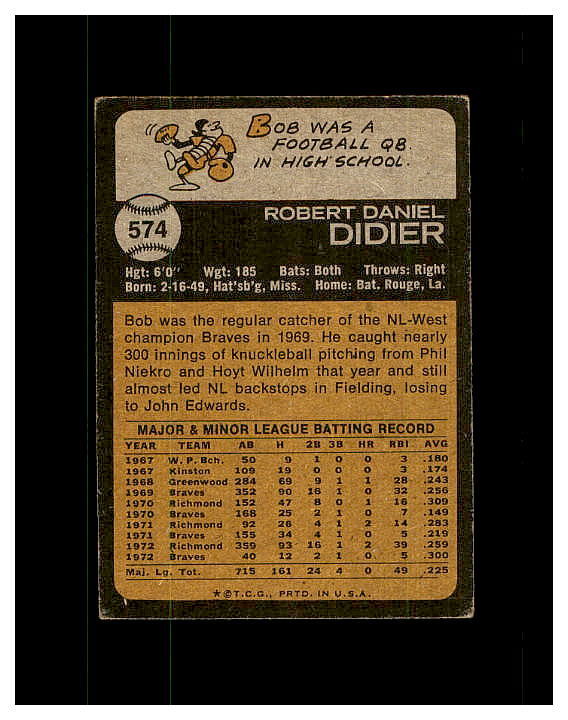 BOB WAS A
FOOTBALL QB.
IN HIGH SCHOOL.
574
ROBERT DANIEL
DIDIER
Hgt: 6'0" Wgt: 185 Bats: Both Throws: Right
Born: 2-16-49, Hat'sb'g, Miss. Home: Bat. Rouge, La.
Bob was the regular catcher of the NL-West
champion Braves in 1969. He caught nearly
300 innings of knuckleball pitching from Phil
Niekro and Hoyt Wilhelm that year and still
almost led NL backstops in Fielding, losing
to John Edwards.
MAJOR & MINOR LEAGUE BATTING RECORD
YEAR TEAM AB H 2B 3B HR RBI AVG
1967 W. P. Bch. 50 9 1 0 0 3 .180
1967 Kinston 109 19 0 0 0 3 .174
1968 Greenwood 284 69 9 1 1 28 .243
1969 Braves 352 90 16 1 0 32 .256
1970 Richmond 152 47 8 0 1 16 .309
1970 Braves 168 25 2 1 0 7 .149
1971 Richmond 92 26 4 1 2 14 .283
1971 Braves 155 34 4 1 0 5 .219
1972 Richmond 359 93 16 1 2 39 .259
1972 Braves 40 12 2 1 0 5 .300
Maj. Lg. Tot. 715 161 24 4 0 49 .225
★©T.C.G., PRTD. IN U.S.A.